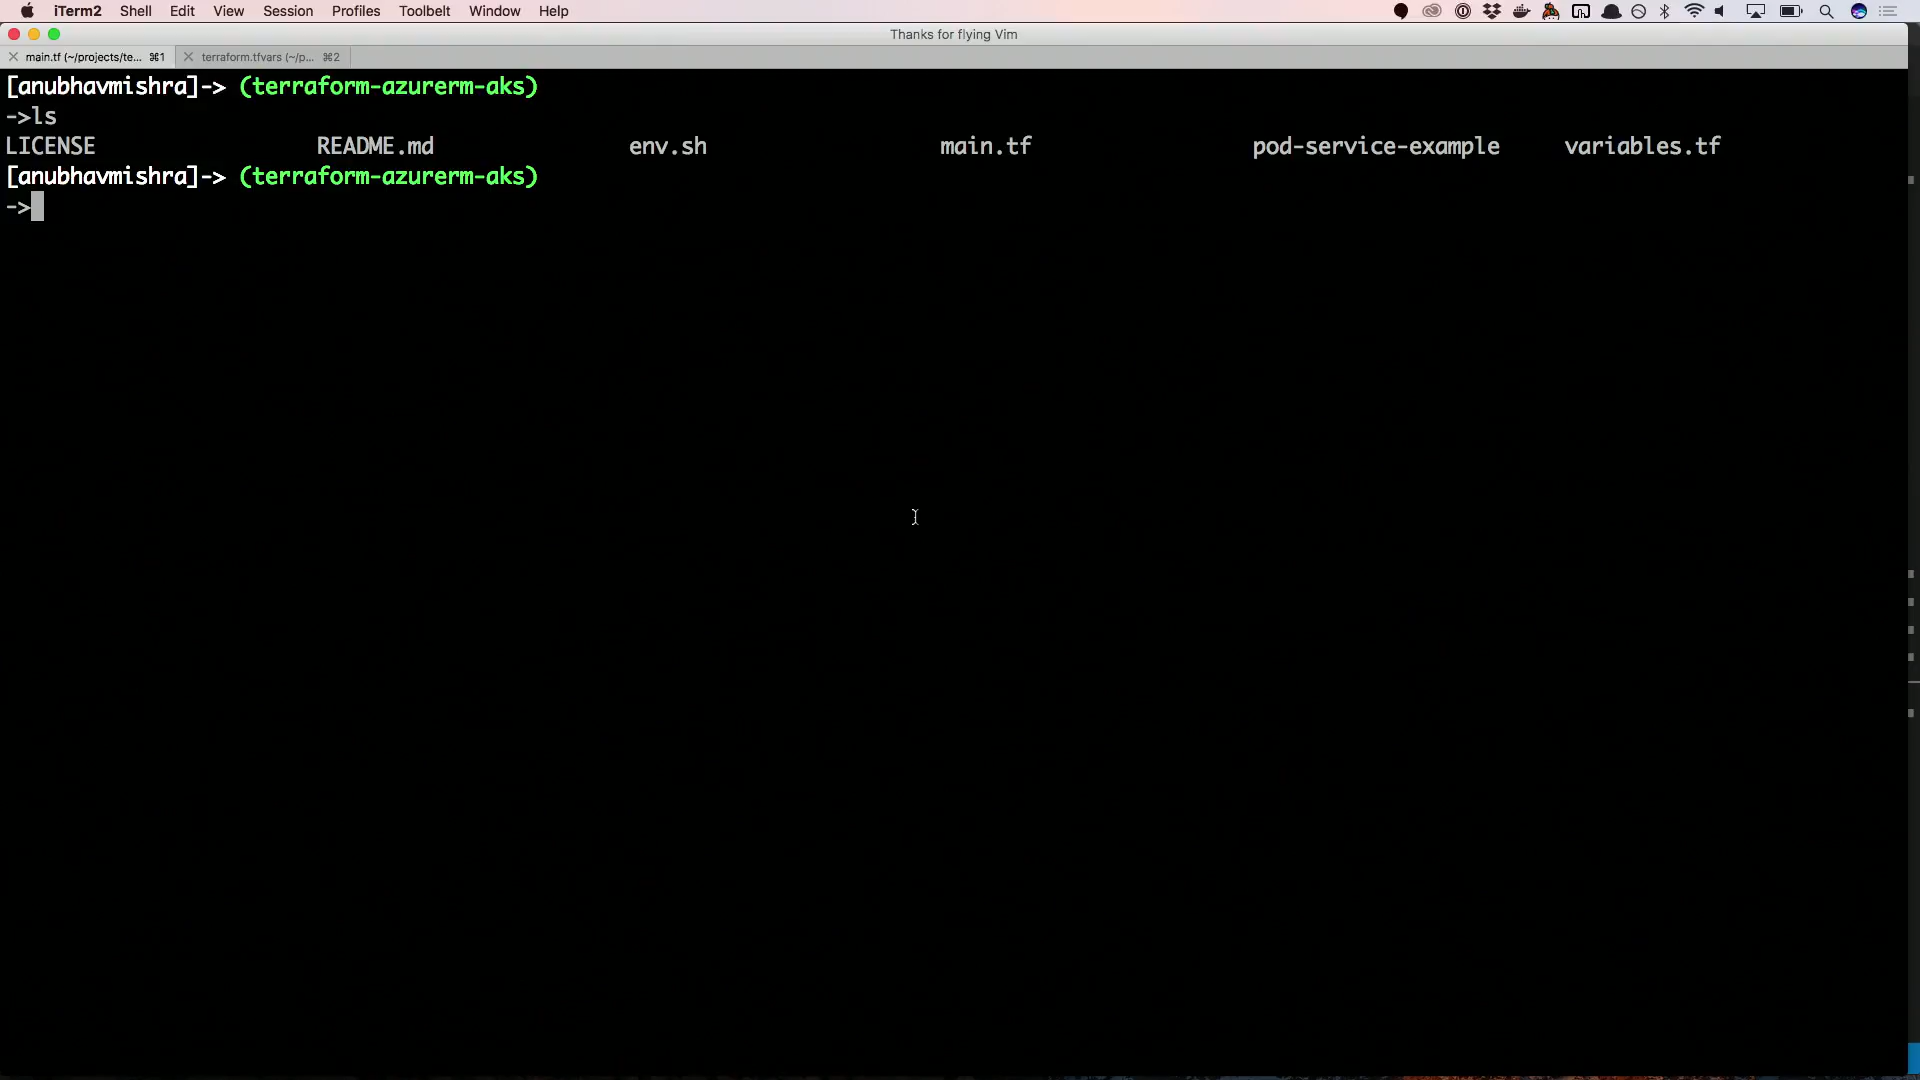 iTerm2 Shell Edit View Session Profiles Toolbelt Window Help
Thanks for flying Vim
main.tf (~/projects/te... ⌘1 terraform.tfvars (~/p... ⌘2
[anubhavmishra]-> (terraform-azurerm-aks)
->ls
LICENSE README.md env.sh main.tf pod-service-example variables.tf
[anubhavmishra]-> (terraform-azurerm-aks)
->